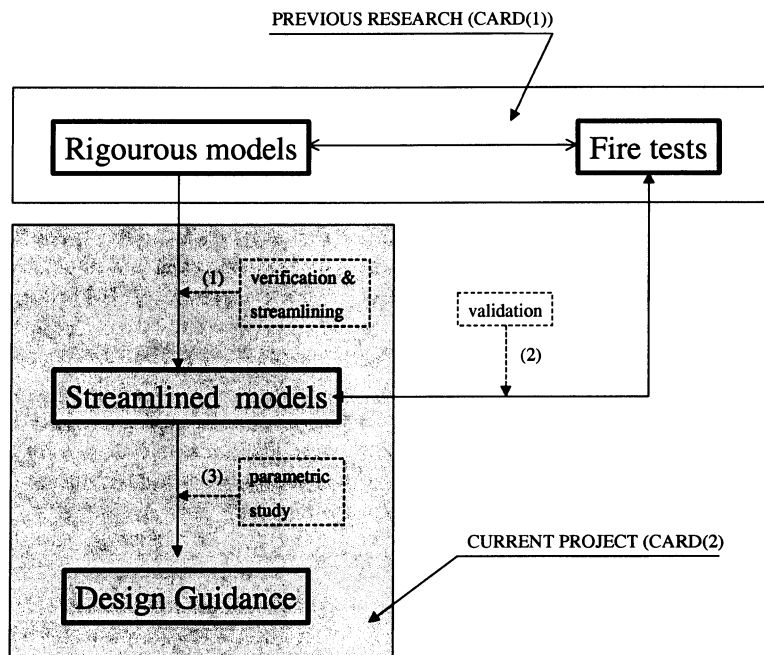 PREVIOUS RESEARCH (CARD(1))
Rigourous models
Fire tests
(1)
verification &
streamlining
validation
(2)
Streamlined models
(3)
parametric
study
CURRENT PROJECT (CARD(2)
Design Guidance